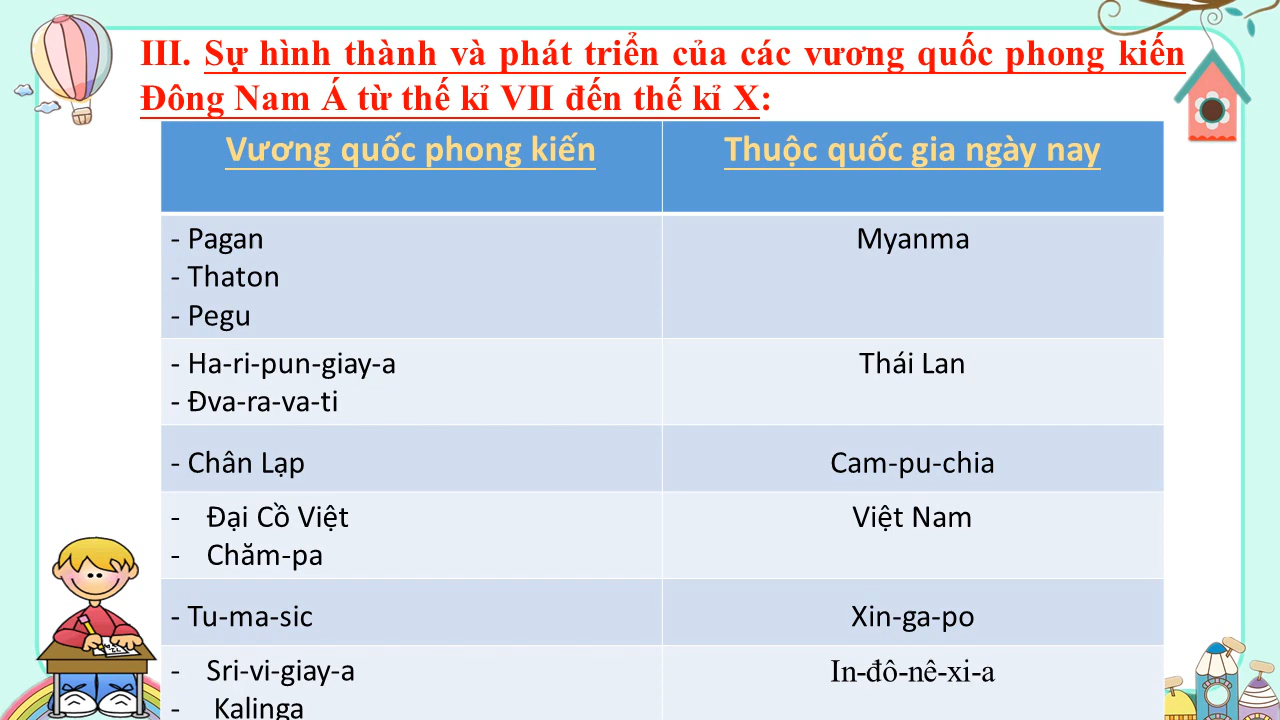 III. Sự hình thành và phát triển của các vương quốc phong kiến
Đông Nam Á từ thế kỉ VII đến thế kỉ X:
Vương quốc phong kiến
Thuộc quốc gia ngày nay
- Pagan
- Thaton
- Pegu
Myanma
- Ha-ri-pun-giay-a
- Đva-ra-va-ti
Thái Lan
- Chân Lạp
Cam-pu-chia
- Đại Cồ Việt
- Chăm-pa
Việt Nam
- Tu-ma-sic
Xin-ga-po
- Sri-vi-giay-a
- Kalinga
In-đô-nê-xi-a